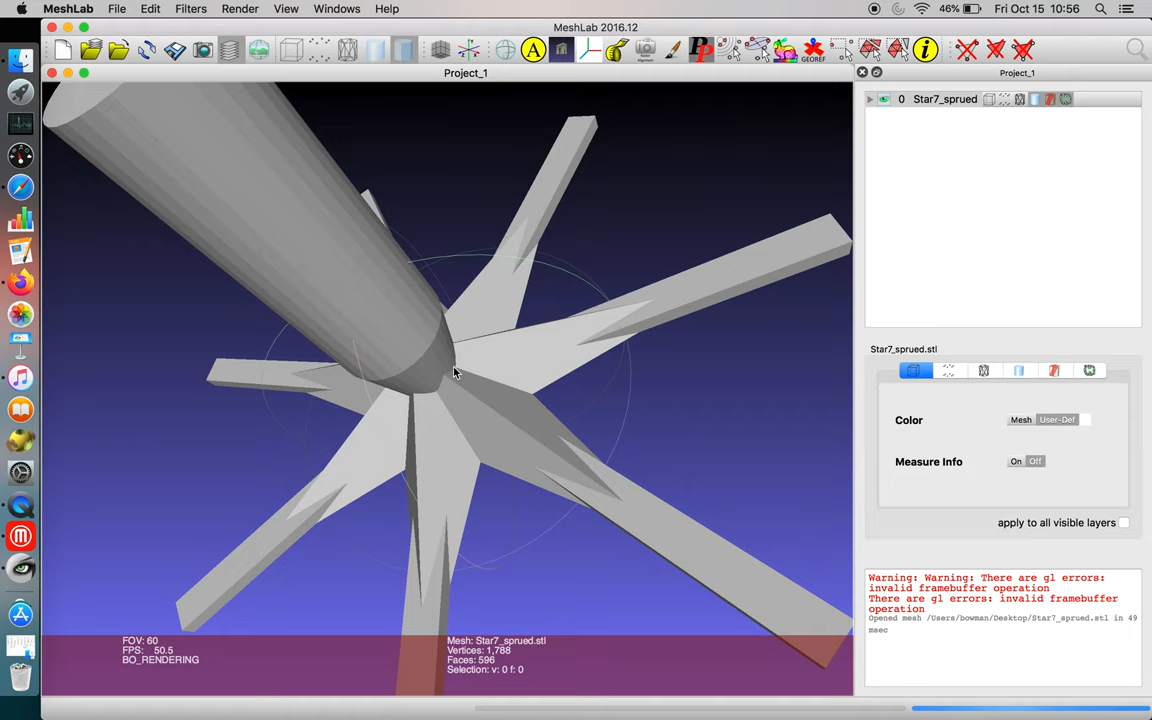 MeshLab File Edit Filters Render View Windows Help 46% Fri Oct 15 10:56
MeshLab 2016.12
A PP GEOREF i
Project_1 Project_1
0 Star7_sprued
Star7_sprued.stl
Color Mesh User-Def
Measure Info On Off
apply to all visible layers
Warning: Warning: There are gl errors:
invalid framebuffer operation
There are gl errors: invalid framebuffer
operation
Opened mesh /Users/bowman/Desktop/Star7_sprued.stl in 49
msec
FOV: 60
FPS: 50.5
BO_RENDERING
Mesh: Star7_sprued.stl
Vertices: 1,788
Faces: 596
Selection: v: 0 f: 0